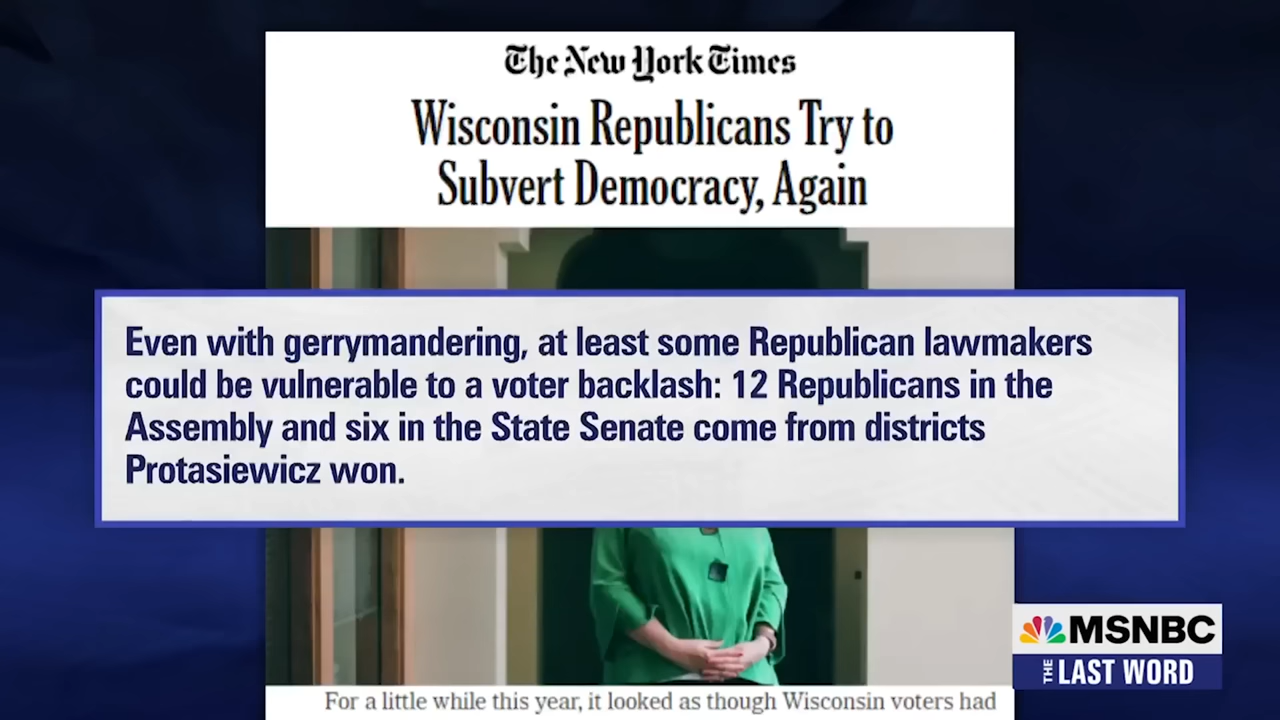 The New York Times
Wisconsin Republicans Try to
Subvert Democracy, Again
Even with gerrymandering, at least some Republican lawmakers
could be vulnerable to a voter backlash: 12 Republicans in the
Assembly and six in the State Senate come from districts
Protasiewicz won.
MSNBC
THE LAST WORD
For a little while this year, it looked as though Wisconsin voters had